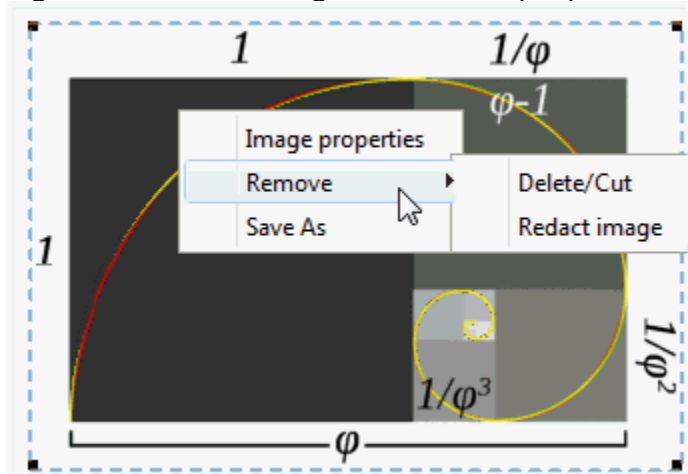 1 1/φ
φ-1
Image properties
Remove Delete/Cut
Save As Redact image
1
1/φ²
1/φ³
φ